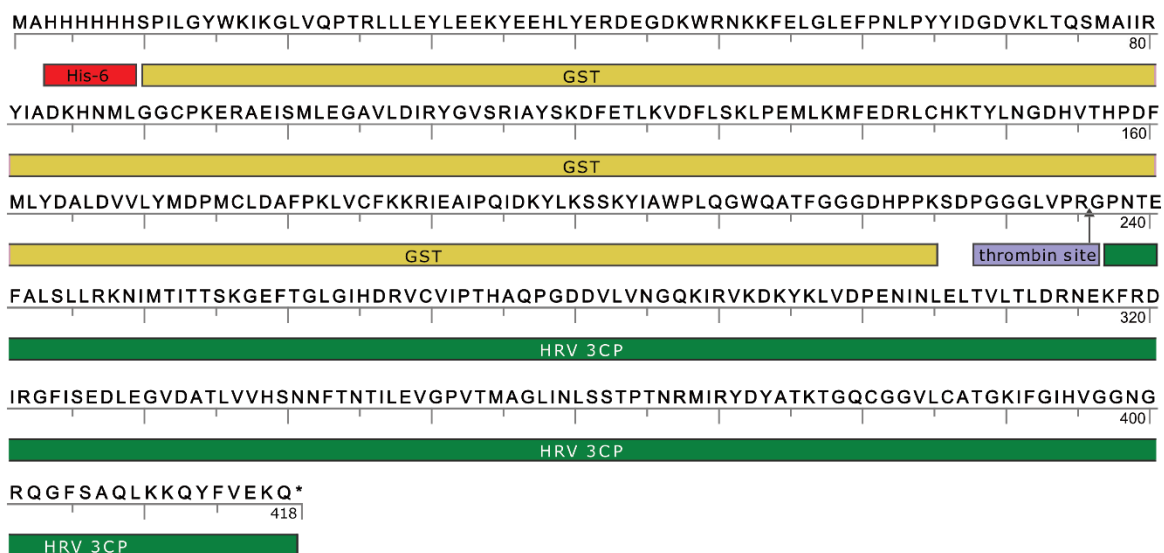 MAHHHHHHSPILGYWKIKGLVQPTRLLLEYLEEKYEEHLYERDEGDKWRNKKFELGLEFPNLPYYIDGDVKLTQSMAIIR
80
His-6 GST
YIADKHNMLGGCPKERAEISMLEGAVLDIRYGVSRIAYSKDFETLKVDFLSKLPEMLKMFEDRLCHKTYLNGDHVTHPDF
160
GST
MLYDALDVVLYMDPMCLDAFPKLVCFKKRIEAIPQIDKYLKSSKYIAWPLQGWQATFGGGDHPPKSDPGGGLVPRGPNTE
240
GST thrombin site
FALSLLRKNIMTITTSKGEFTGLGIHDRVCVIPTHAQPGDDVLVNGQKIRVKDKYKLVDPENINLELTVLTLDRNEKFRD
320
HRV 3CP
IRGFISEDLEGVDATLVVHSNNFTNTILEVGPVTMAGLINLSSTPTNRMIRYDYATKTGQCGGVLCATGKIFGIHVGGNG
400
HRV 3CP
RQGFSAQLKKQYFVEKQ*
418
HRV 3CP